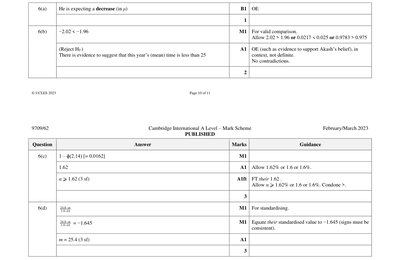 6(a) He is expecting a decrease (in μ) B1 OE
1
6(b) −2.02 < −1.96 M1 For valid comparison.
Allow 2.02 > 1.96 or 0.0217 < 0.025 or 0.9783 > 0.975
(Reject H₀) A1 OE (such as evidence to support Akash's belief), in
There is evidence to suggest that this year's (mean) time is less than 25 context, not definite.
No contradictions.
2
© UCLES 2023 Page 10 of 11
9709/62 Cambridge International A Level – Mark Scheme February/March 2023
PUBLISHED
Question Answer Marks Guidance
6(c) 1 – ϕ(2.14) [= 0.0162] M1
1.62 A1 Allow 1.62% or 1.6 or 1.6%.
α ⩾ 1.62 (3 sf) A1ft FT their 1.62 .
Allow α ⩾ 1.62% or 1.6 or 1.6%. Condone >.
3
6(d) M1 For standardising.
= −1.645 M1 Equate their standardised value to −1.645 (signs must be
consistent).
m = 25.4 (3 sf) A1
3